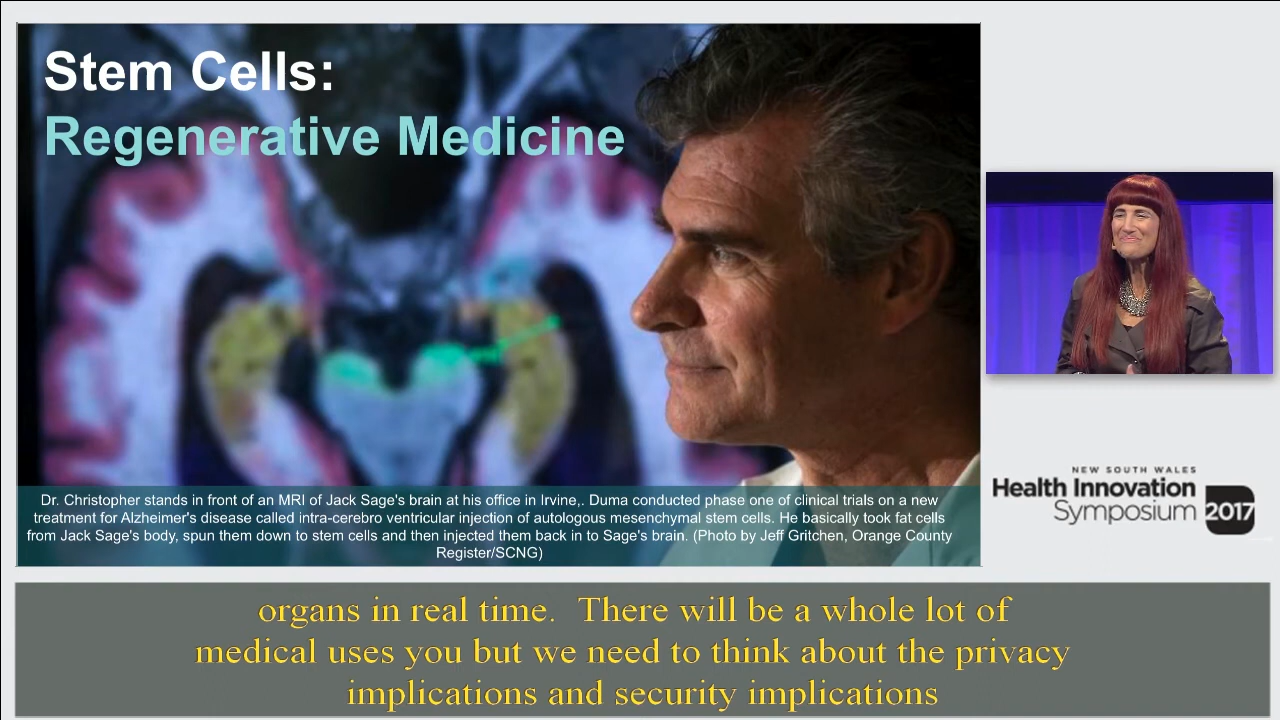 Stem Cells:
Regenerative Medicine
Dr. Christopher stands in front of an MRI of Jack Sage's brain at his office in Irvine,. Duma conducted phase one of clinical trials on a new
treatment for Alzheimer's disease called intra-cerebro ventricular injection of autologous mesenchymal stem cells. He basically took fat cells
from Jack Sage's body, spun them down to stem cells and then injected them back in to Sage's brain. (Photo by Jeff Gritchen, Orange County
Register/SCNG)
NEW SOUTH WALES
Health Innovation
Symposium 2017
organs in real time.  There will be a whole lot of
medical uses you but we need to think about the privacy
implications and security implications